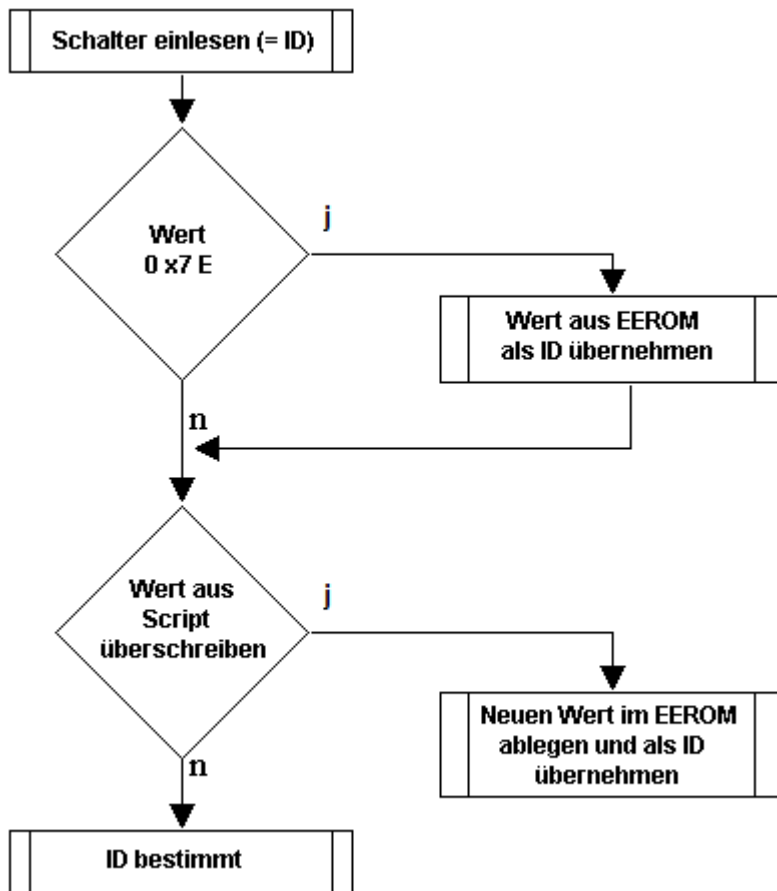 Schalter einlesen (= ID)
Wert
0 x7 E
j
Wert aus EEROM
als ID übernehmen
n
Wert aus
Script
überschreiben
j
Neuen Wert im EEROM
ablegen und als ID
übernehmen
n
ID bestimmt